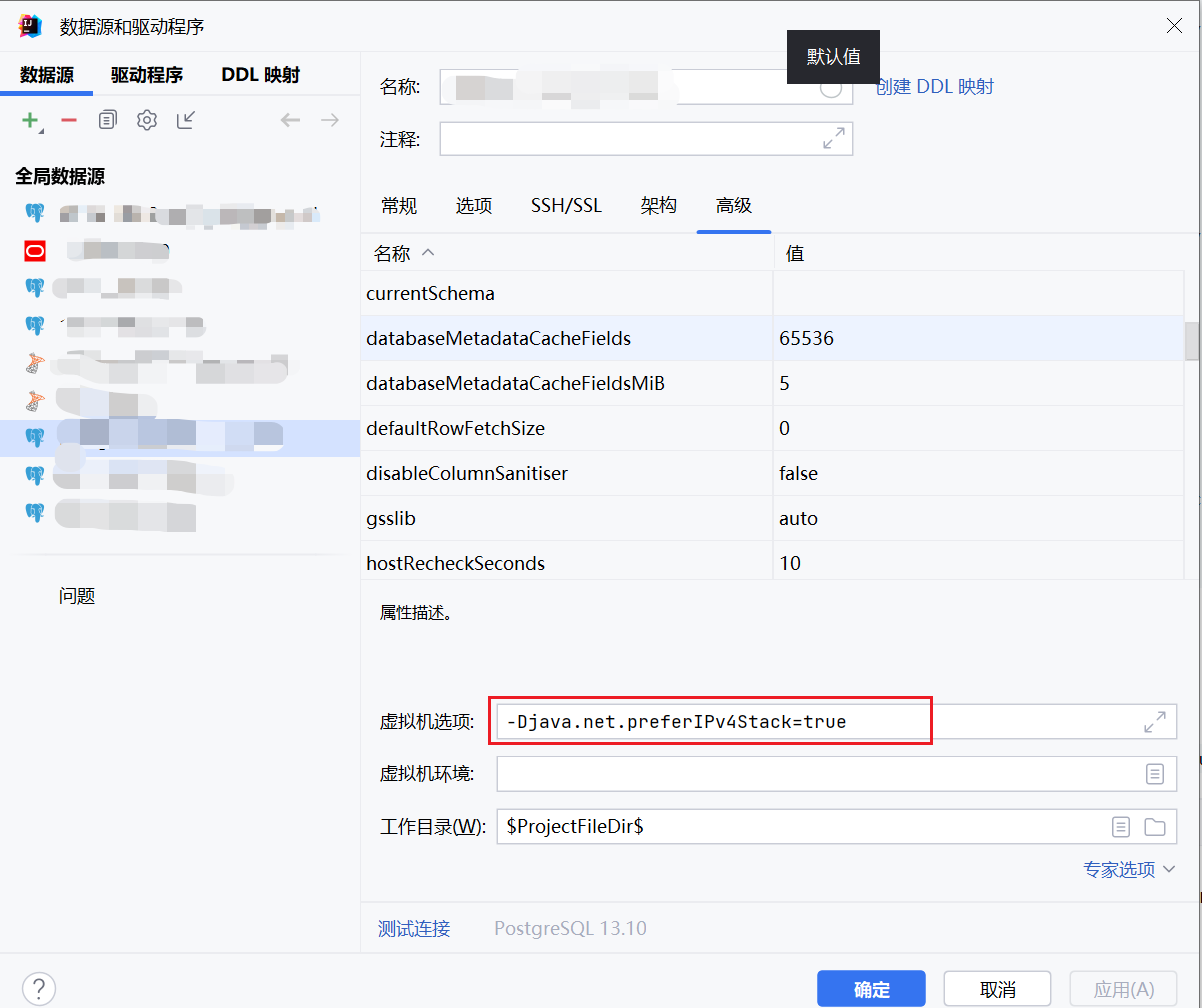 数据源和驱动程序
默认值
数据源 驱动程序 DDL 映射
名称: 创建 DDL 映射
注释:
全局数据源
常规 选项 SSH/SSL 架构 高级
名称 值
currentSchema
databaseMetadataCacheFields 65536
databaseMetadataCacheFieldsMiB 5
defaultRowFetchSize 0
disableColumnSanitiser false
gsslib auto
hostRecheckSeconds 10
问题
属性描述。
虚拟机选项: -Djava.net.preferIPv4Stack=true
虚拟机环境:
工作目录(W): $ProjectFileDir$
专家选项
测试连接 PostgreSQL 13.10
? 确定 取消 应用(A)